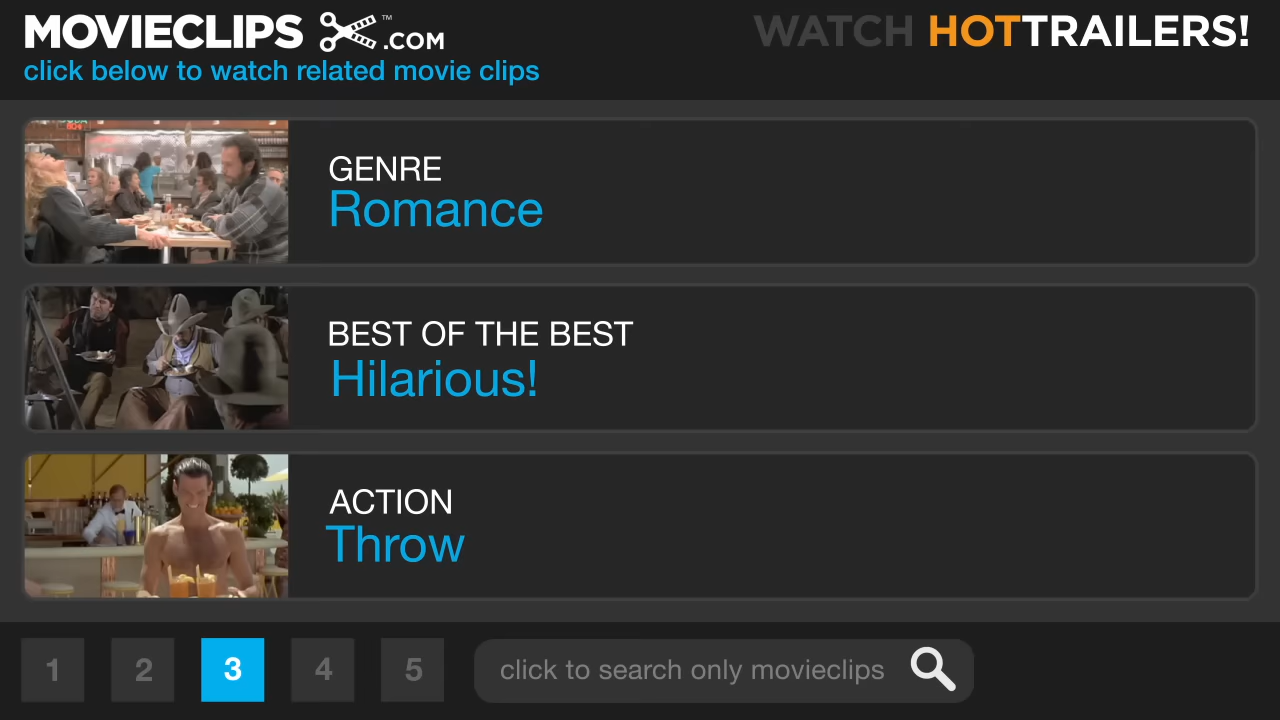 MOVIECLIPS ™ .COM
WATCH HOTTRAILERS!
click below to watch related movie clips
GENRE
Romance
BEST OF THE BEST
Hilarious!
ACTION
Throw
1 2 3 4 5
click to search only movieclips